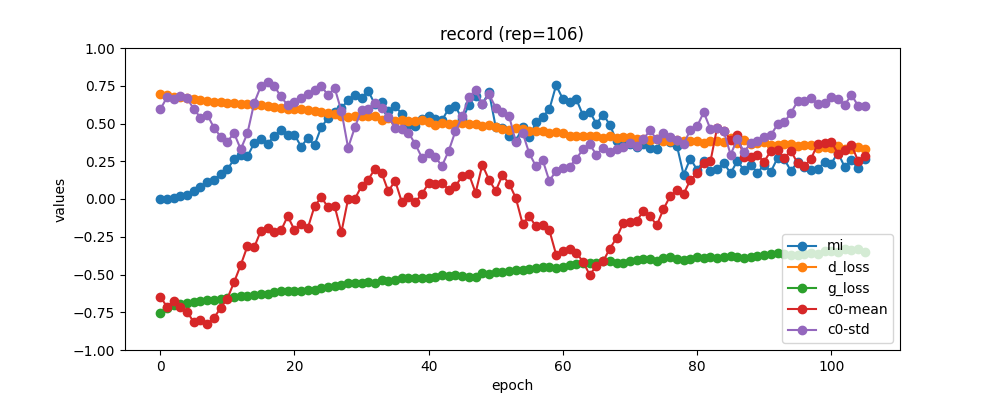 record (rep=106)
values
1.00
0.75
0.50
0.25
0.00
−0.25
−0.50
−0.75
−1.00
mi
d_loss
g_loss
c0-mean
c0-std
0 20 40 60 80 100
epoch